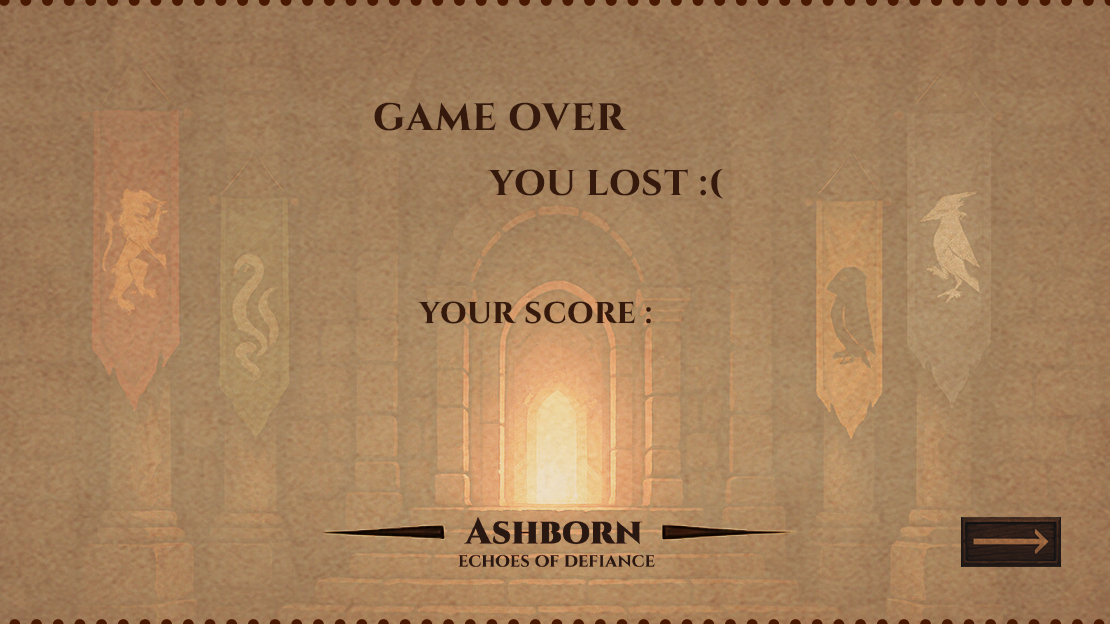 GAME OVER
YOU LOST :(
YOUR SCORE :
ASHBORN
ECHOES OF DEFIANCE